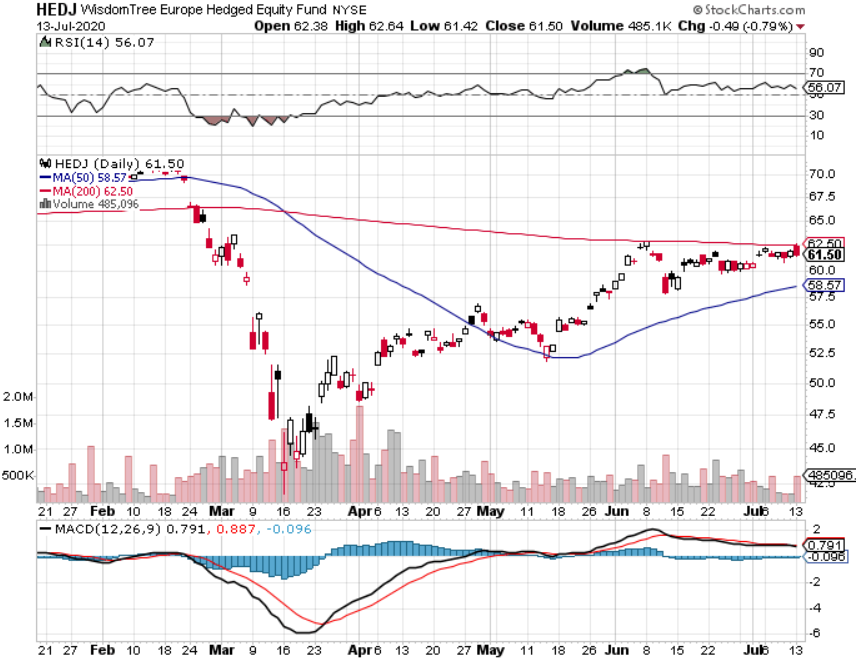 HEDJ WisdomTree Europe Hedged Equity Fund NYSE © StockCharts.com
13-Jul-2020 Open 62.38 High 62.64 Low 61.42 Close 61.50 Volume 485.1K Chg -0.49 (-0.79%)
RSI(14) 56.07
90
70
56.07
30
10
HEDJ (Daily) 61.50
MA(50) 58.57
MA(200) 62.50
Volume 485,096
70.0
67.5
65.0
62.50
61.50
60.0
58.57
57.5
55.0
52.5
50.0
47.5
45.0
42.5
2.0M
1.5M
1.0M
500K
485096
21 27 Feb 10 18 24 Mar 9 16 23 Apr 6 13 20 27 May 11 18 26 Jun 8 15 22 Jul 6 13
MACD(12,26,9) 0.791, 0.887, -0.096
2
0.791
-0.096
-2
-4
-6
21 27 Feb 10 18 24 Mar 9 16 23 Apr 6 13 20 27 May 11 18 26 Jun 8 15 22 Jul 6 13